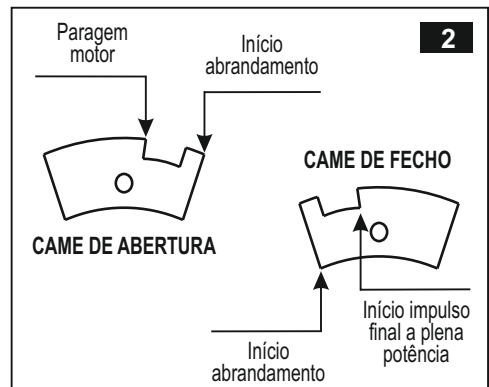 Paragem
motor
Início
abrandamento
2
CAME DE ABERTURA
CAME DE FECHO
Início
abrandamento
Início impulso
final a plena
potência